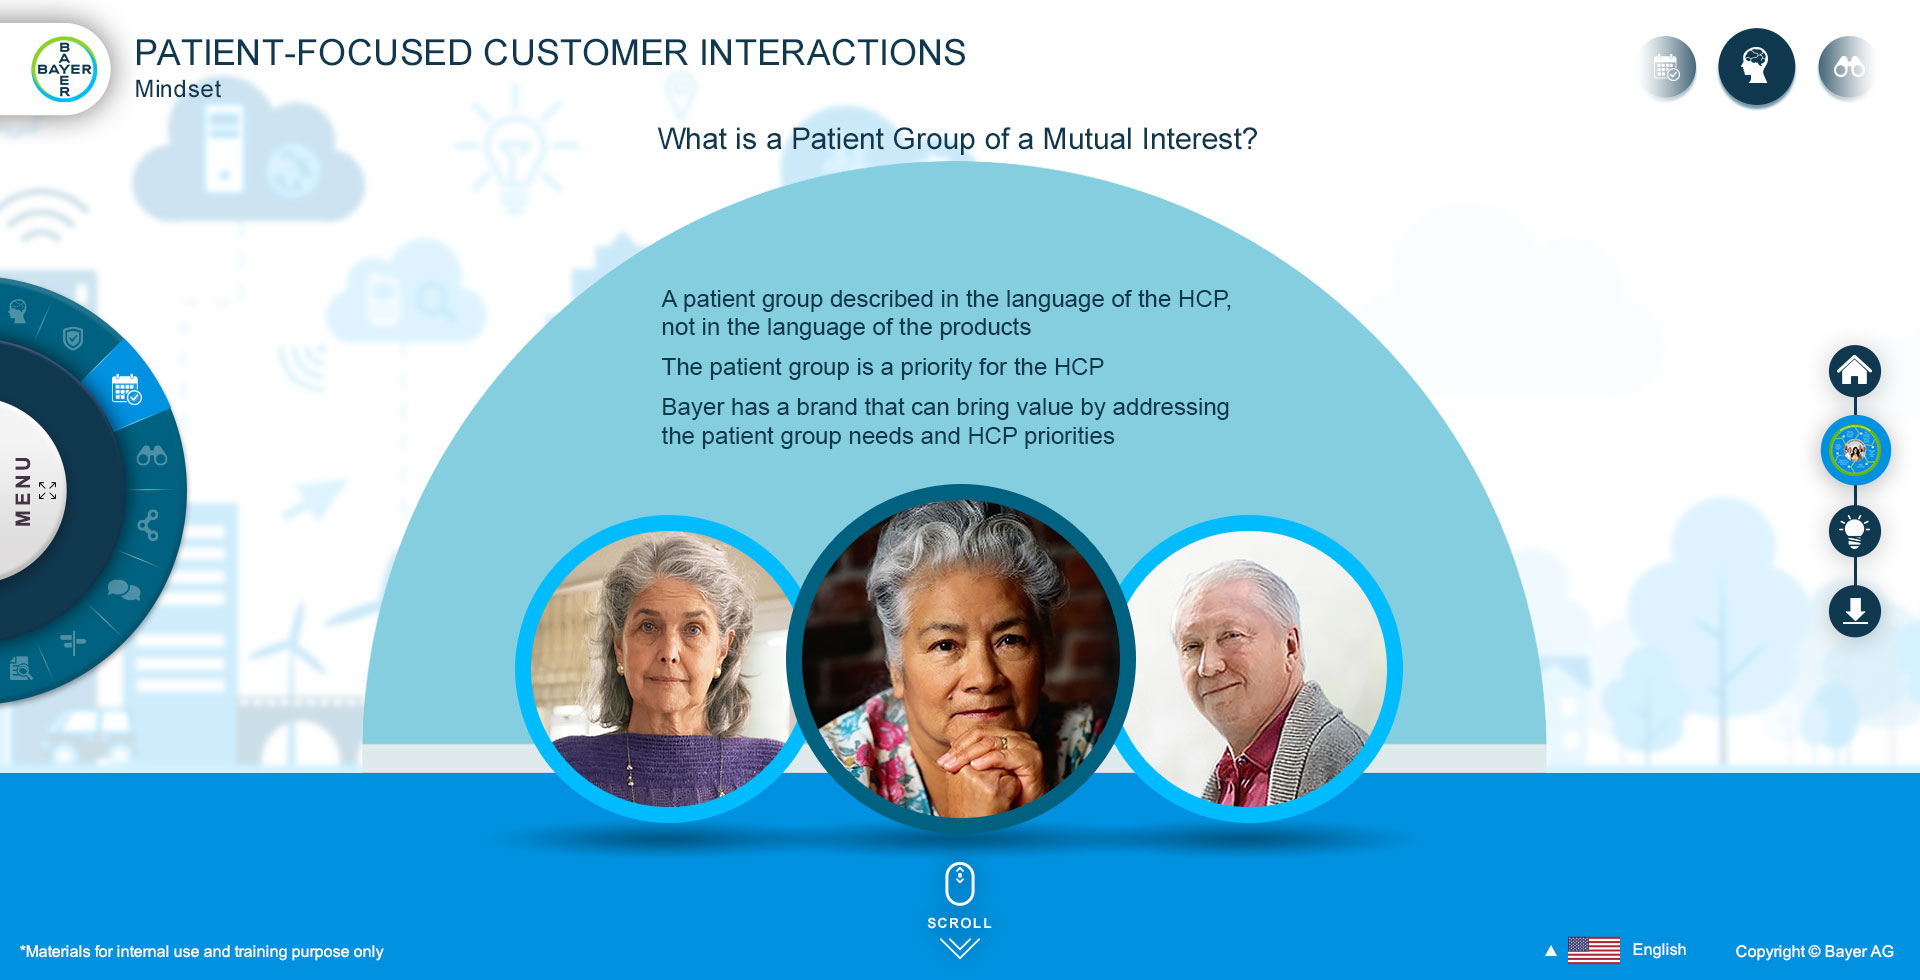 BAYER
BAYER
PATIENT-FOCUSED CUSTOMER INTERACTIONS
Mindset
What is a Patient Group of a Mutual Interest?
A patient group described in the language of the HCP,
not in the language of the products
The patient group is a priority for the HCP
Bayer has a brand that can bring value by addressing
the patient group needs and HCP priorities
MENU
SCROLL
*Materials for internal use and training purpose only
English
Copyright © Bayer AG